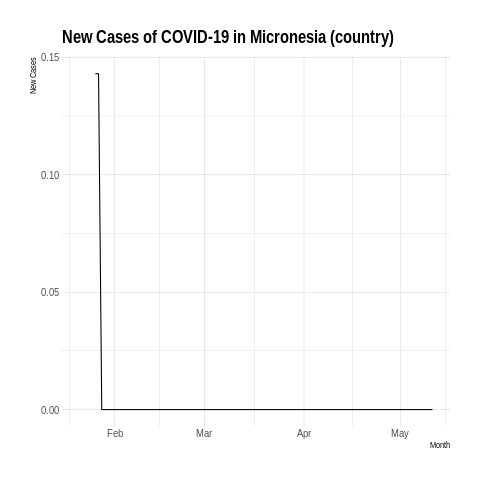 New Cases of COVID-19 in Micronesia (country)
New Cases
0.15
0.10
0.05
0.00
Feb Mar Apr May
Month